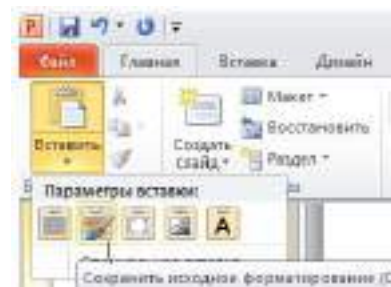 P
Файл Главная Вставка Дизайн
Макет
Восстановить
Вставить
Создать слайд
Раздел
Параметры вставки:
A
Сохранить исходное форматирование